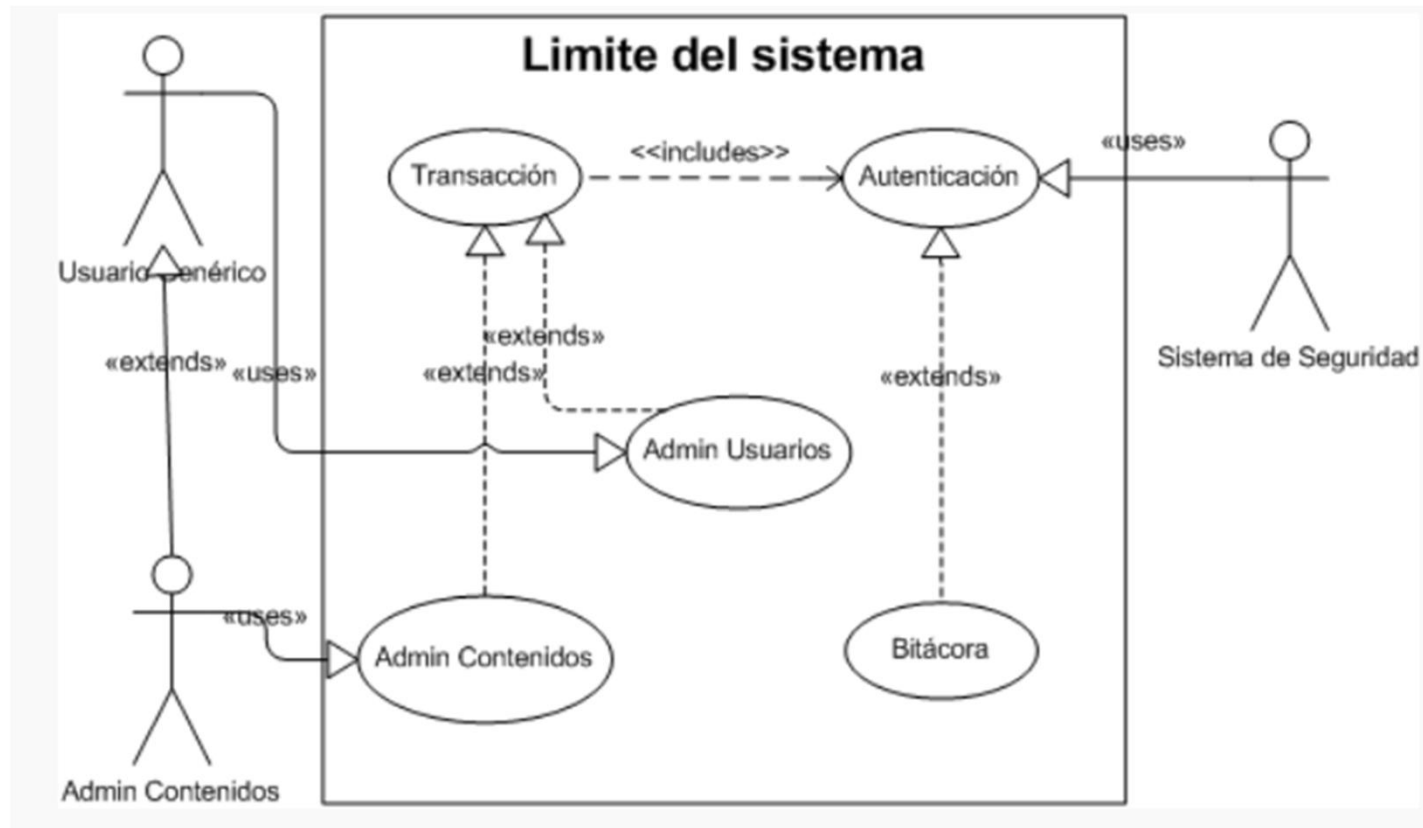 Limite del sistema
Transacción
<<includes>>
Autenticación
«uses»
Usuario Genérico
Sistema de Seguridad
«extends»
«uses»
«extends»
«extends»
«extends»
Admin Usuarios
«uses»
Admin Contenidos
Bitácora
Admin Contenidos